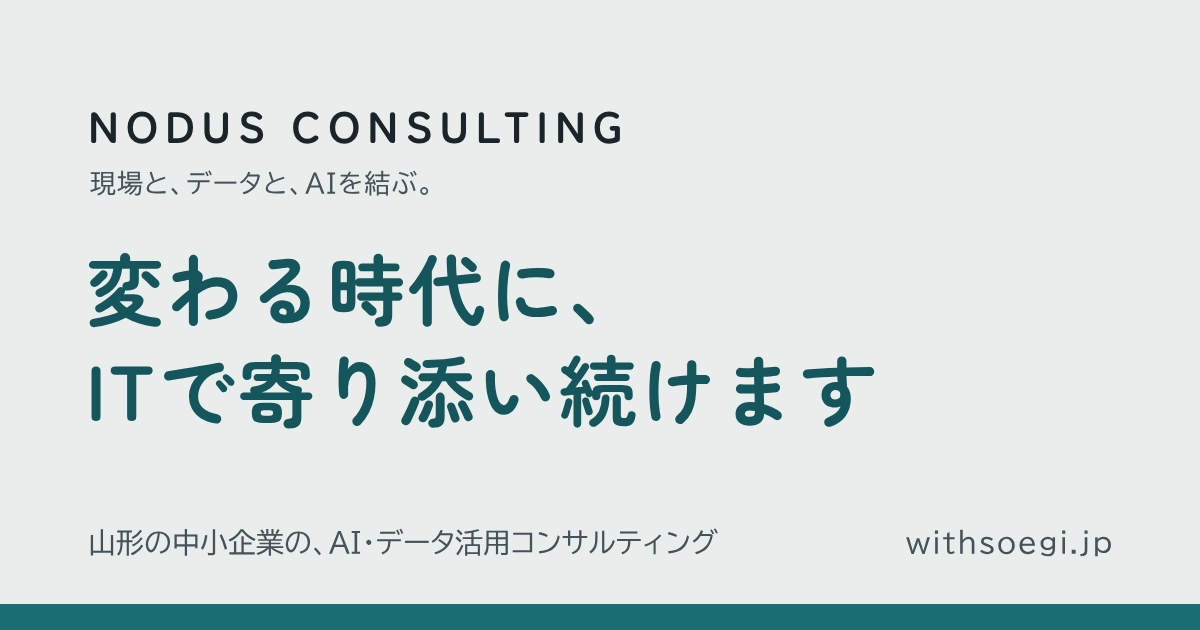 NODUS CONSULTING
現場と、データと、AIを結ぶ。
変わる時代に、
ITで寄り添い続けます
山形の中小企業の、AI・データ活用コンサルティング
withsoegi.jp